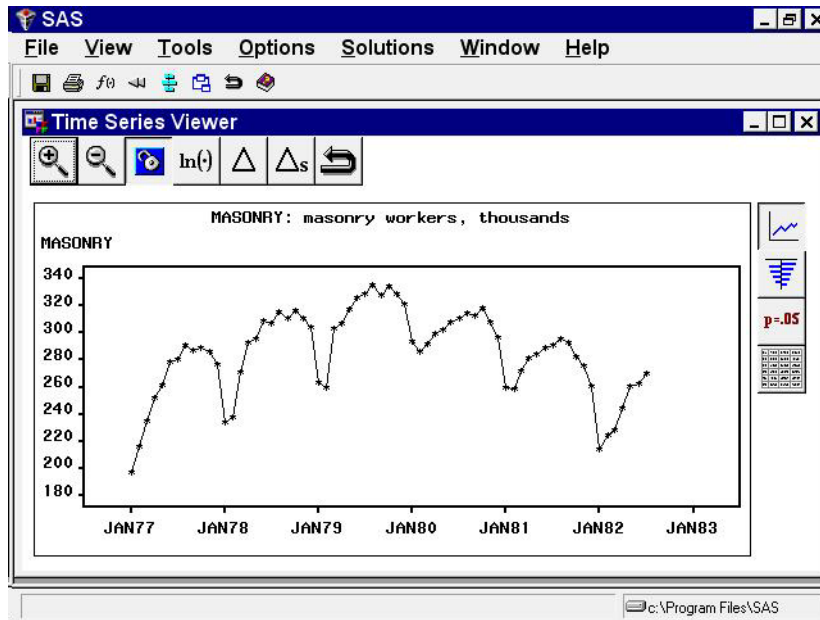 SAS
File View Tools Options Solutions Window Help
f(·)
Time Series Viewer
ln(·) Δ Δs
MASONRY: masonry workers, thousands
MASONRY
340
320
300
280
260
240
220
200
180
JAN77 JAN78 JAN79 JAN80 JAN81 JAN82 JAN83
p=.05
c:\Program Files\SAS